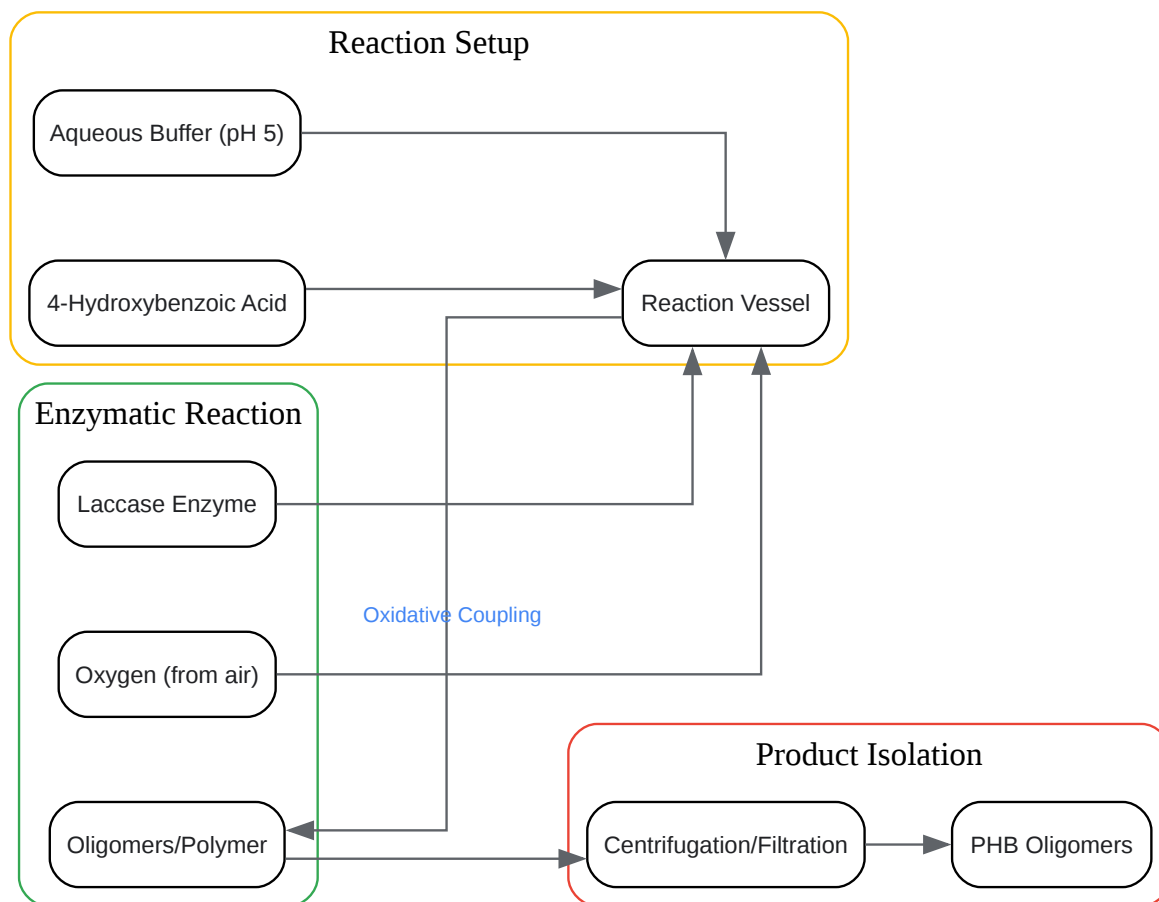 Reaction Setup
Aqueous Buffer (pH 5)
4-Hydroxybenzoic Acid
Reaction Vessel
Enzymatic Reaction
Laccase Enzyme
Oxidative Coupling
Oxygen (from air)
Product Isolation
Oligomers/Polymer
Centrifugation/Filtration
PHB Oligomers